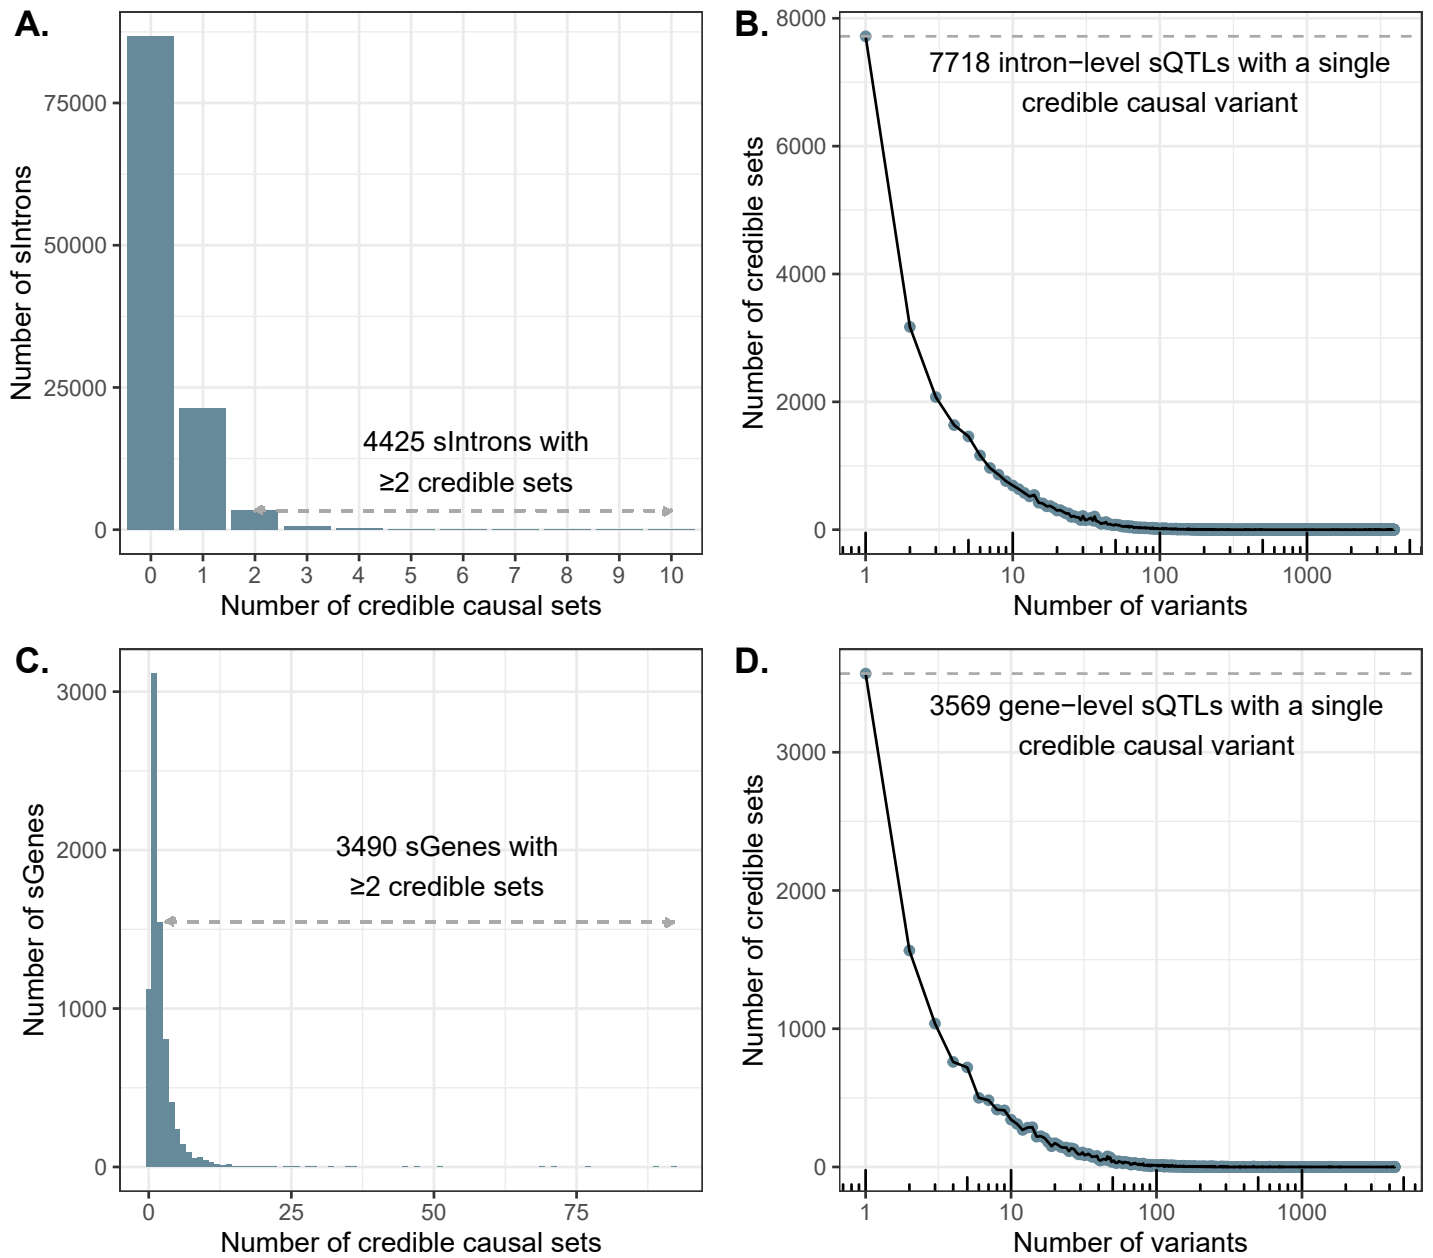 A.
75000
50000
25000
0
Number of sIntrons
4425 sIntrons with
≥2 credible sets
0 1 2 3 4 5 6 7 8 9 10
Number of credible causal sets
B.
8000
6000
4000
2000
0
Number of credible sets
7718 intron−level sQTLs with a single
credible causal variant
1 10 100 1000
Number of variants
C.
3000
2000
1000
0
Number of sGenes
3490 sGenes with
≥2 credible sets
0 25 50 75
Number of credible causal sets
D.
3000
2000
1000
0
Number of credible sets
3569 gene−level sQTLs with a single
credible causal variant
1 10 100 1000
Number of variants